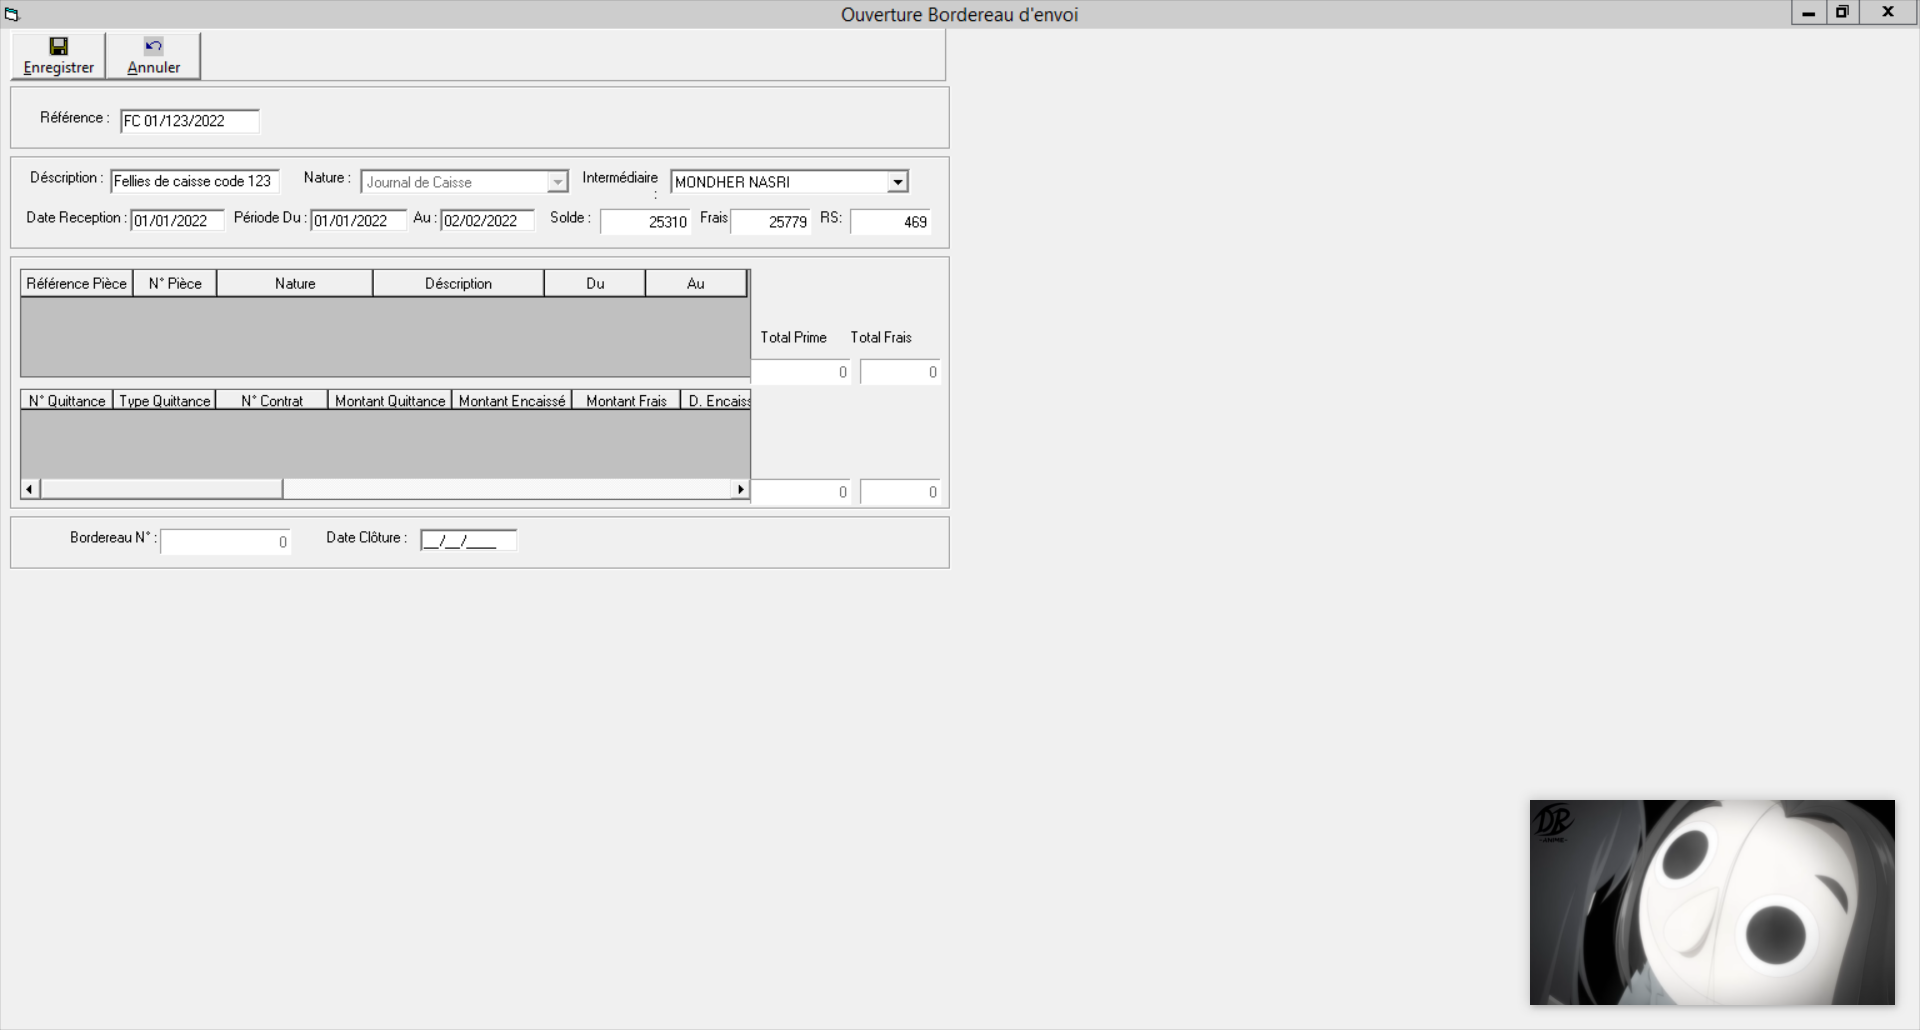 Ouverture Bordereau d'envoi
Enregistrer Annuler
Référence : FC 01/123/2022
Déscription : Fellies de caisse code 123 Nature : Journal de Caisse Intermédiaire : MONDHER NASRI
Date Reception : 01/01/2022 Période Du : 01/01/2022 Au : 02/02/2022 Solde : 25310 Frais 25779 RS: 469
Référence Pièce N° Pièce Nature Déscription Du Au
Total Prime Total Frais
0 0
N° Quittance Type Quittance N° Contrat Montant Quittance Montant Encaissé Montant Frais D. Encaiss
0 0
Bordereau N° : 0 Date Clôture : __/__/____
DR
-ANIME-